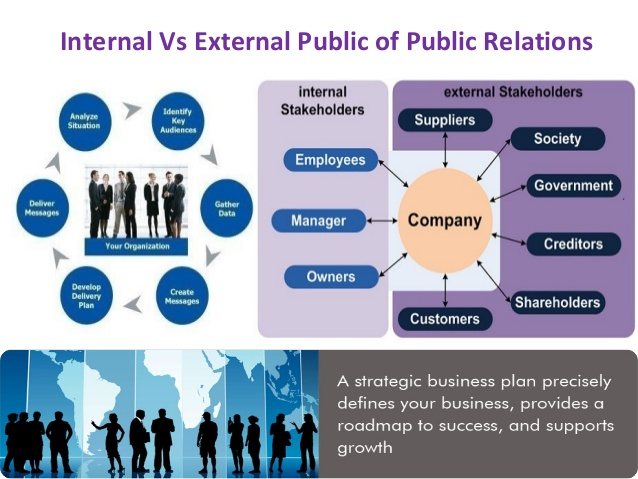 Internal Vs External Public of Public Relations
Analyze
Situation
Identify
Key
Audiences
Gather
Data
Create
Messages
Develop
Delivery
Plan
Deliver
Messages
Your Organization
internal
Stakeholders
Employees
Manager
Owners
external Stakeholders
Suppliers
Society
Government
Creditors
Shareholders
Customers
Company
A strategic business plan precisely
defines your business, provides a
roadmap to success, and supports
growth